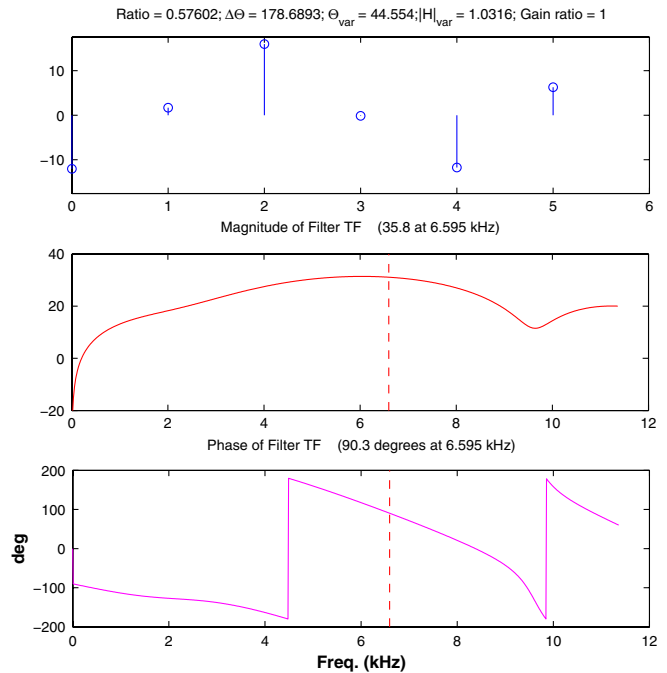 Ratio = 0.57602; ΔΘ = 178.6893; Θvar = 44.554;|H|var = 1.0316; Gain ratio = 1
10
0
−10
0 1 2 3 4 5 6
Magnitude of Filter TF (35.8 at 6.595 kHz)
40
20
0
−20
0 2 4 6 8 10 12
Phase of Filter TF (90.3 degrees at 6.595 kHz)
200
100
0
−100
−200
deg
0 2 4 6 8 10 12
Freq. (kHz)